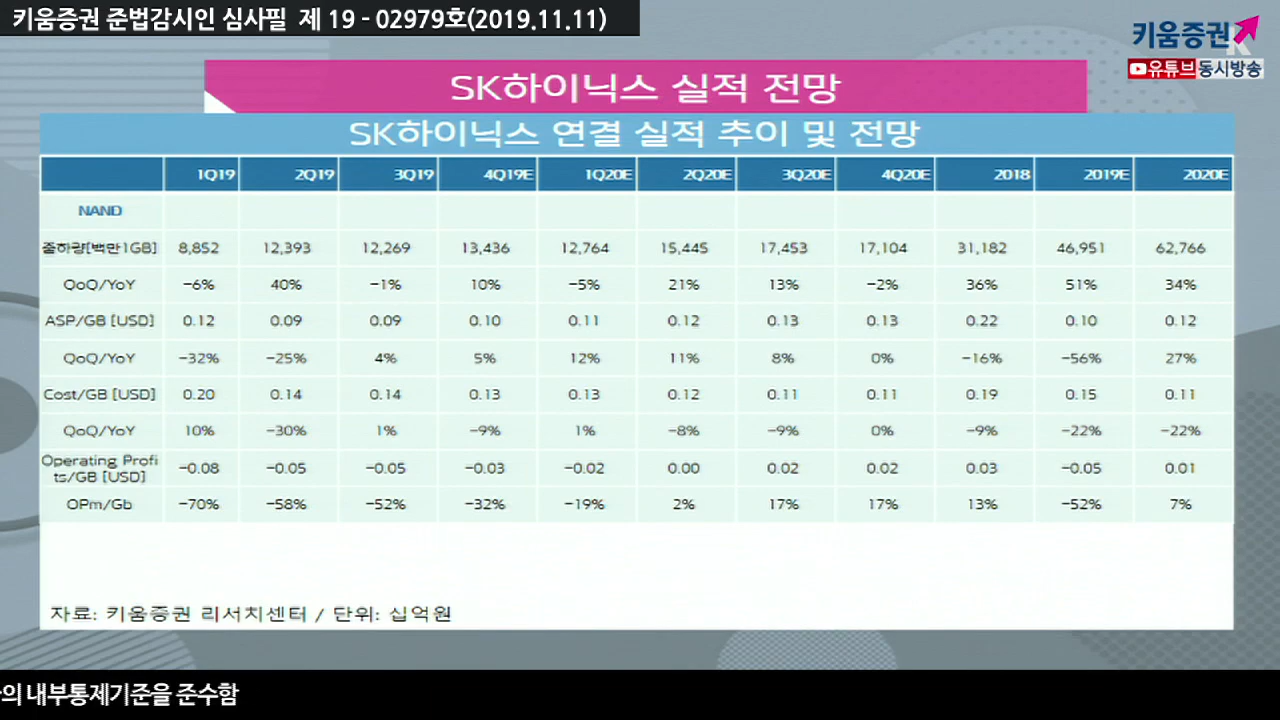 키움증권 준법감시인 심사필 제 19 - 02979호(2019.11.11)
키움증권
유튜브동시방송
SK하이닉스 실적 전망
SK하이닉스 연결 실적 추이 및 전망
1Q19 2Q19 3Q19 4Q19E 1Q20E 2Q20E 3Q20E 4Q20E 2018 2019E 2020E
NAND
출하량[백만1GB] 8,852 12,393 12,269 13,436 12,764 15,445 17,453 17,104 31,182 46,951 62,766
QoQ/YoY -6% 40% -1% 10% -5% 21% 13% -2% 36% 51% 34%
ASP/GB [USD] 0.12 0.09 0.09 0.10 0.11 0.12 0.13 0.13 0.22 0.10 0.12
QoQ/YoY -32% -25% 4% 5% 12% 11% 8% 0% -16% -56% 27%
Cost/GB [USD] 0.20 0.14 0.14 0.13 0.13 0.12 0.11 0.11 0.19 0.15 0.11
QoQ/YoY 10% -30% 1% -9% 1% -8% -9% 0% -9% -22% -22%
Operating Profi
ts/GB [USD] -0.08 -0.05 -0.05 -0.03 -0.02 0.00 0.02 0.02 0.03 -0.05 0.01
OPm/Gb -70% -58% -52% -32% -19% 2% 17% 17% 13% -52% 7%
자료: 키움증권 리서치센터 / 단위: 십억원
의 내부통제기준을 준수함